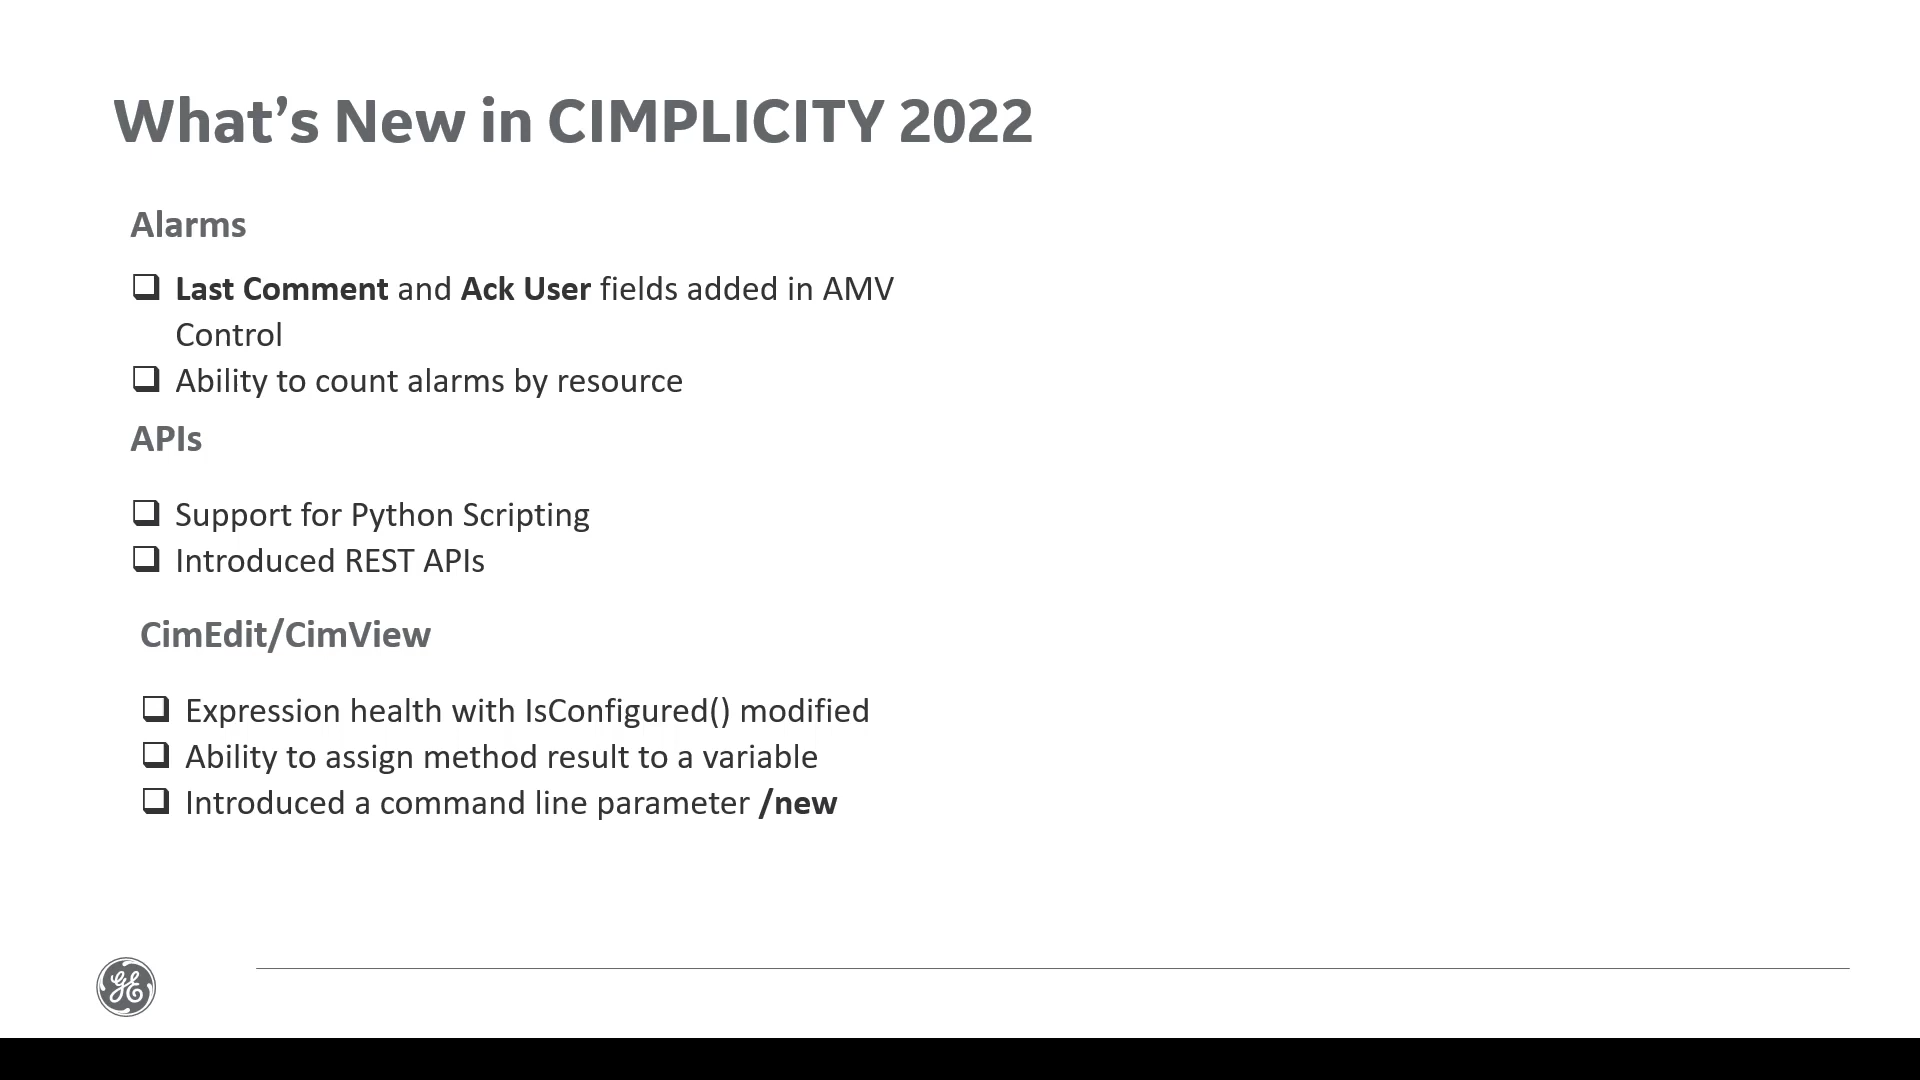 What’s New in CIMPLICITY 2022
Alarms
❑ Last Comment and Ack User fields added in AMV
Control
❑ Ability to count alarms by resource
APIs
❑ Support for Python Scripting
❑ Introduced REST APIs
CimEdit/CimView
❑ Expression health with IsConfigured() modified
❑ Ability to assign method result to a variable
❑ Introduced a command line parameter /new
GE